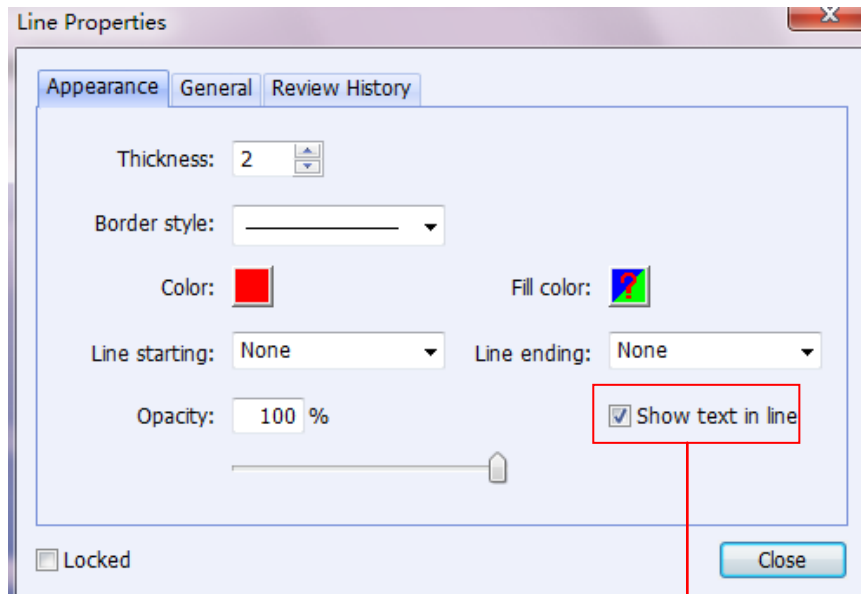 Line Properties
Appearance General Review History
Thickness: 2
Border style:
Color: Fill color: ?
Line starting: None Line ending: None
Opacity: 100 % Show text in line
Locked Close